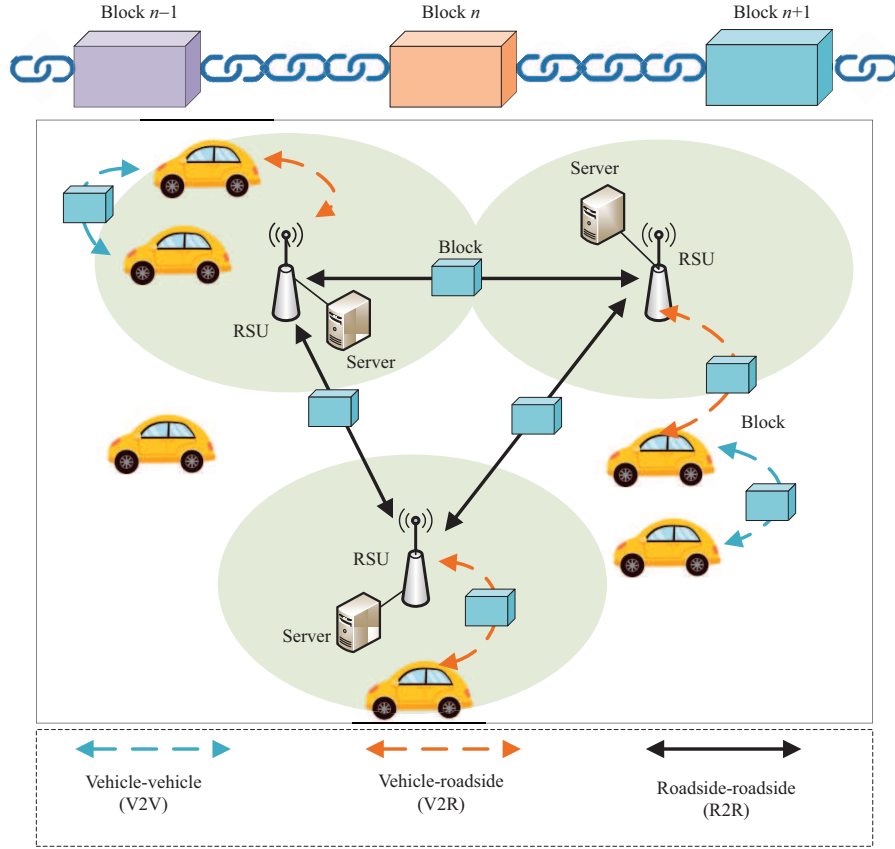 Block n−1
Block n
Block n+1
Server
Block
RSU
RSU
Server
Block
RSU
Server
Vehicle-vehicle
(V2V)
Vehicle-roadside
(V2R)
Roadside-roadside
(R2R)